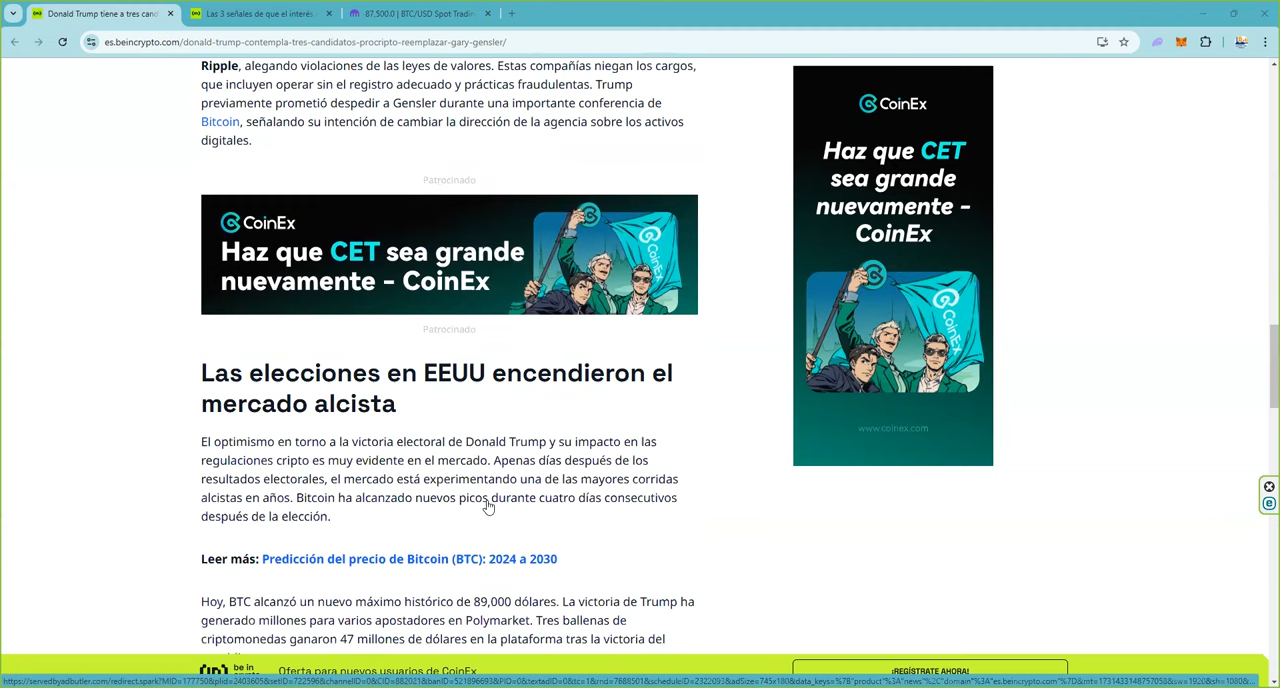 Donald Trump tiene a tres cand
Las 3 señales de que el interés
87,500.0 | BTC/USD Spot Tradin
es.beincrypto.com/donald-trump-contempla-tres-candidatos-procripto-reemplazar-gary-gensler/
Ripple, alegando violaciones de las leyes de valores. Estas compañías niegan los cargos,
que incluyen operar sin el registro adecuado y prácticas fraudulentas. Trump
previamente prometió despedir a Gensler durante una importante conferencia de
Bitcoin, señalando su intención de cambiar la dirección de la agencia sobre los activos
digitales.
Patrocinado
CoinEx
Haz que CET sea grande
nuevamente - CoinEx
CoinEx
Patrocinado
Las elecciones en EEUU encendieron el
mercado alcista
El optimismo en torno a la victoria electoral de Donald Trump y su impacto en las
regulaciones cripto es muy evidente en el mercado. Apenas días después de los
resultados electorales, el mercado está experimentando una de las mayores corridas
alcistas en años. Bitcoin ha alcanzado nuevos picos durante cuatro días consecutivos
después de la elección.
Leer más: Predicción del precio de Bitcoin (BTC): 2024 a 2030
Hoy, BTC alcanzó un nuevo máximo histórico de 89,000 dólares. La victoria de Trump ha
generado millones para varios apostadores en Polymarket. Tres ballenas de
criptomonedas ganaron 47 millones de dólares en la plataforma tras la victoria del
CoinEx
Haz que CET
sea grande
nuevamente -
CoinEx
CoinEx
www.coinex.com
be in
Oferta para nuevos usuarios de CoinEx
¡REGÍSTRATE AHORA!